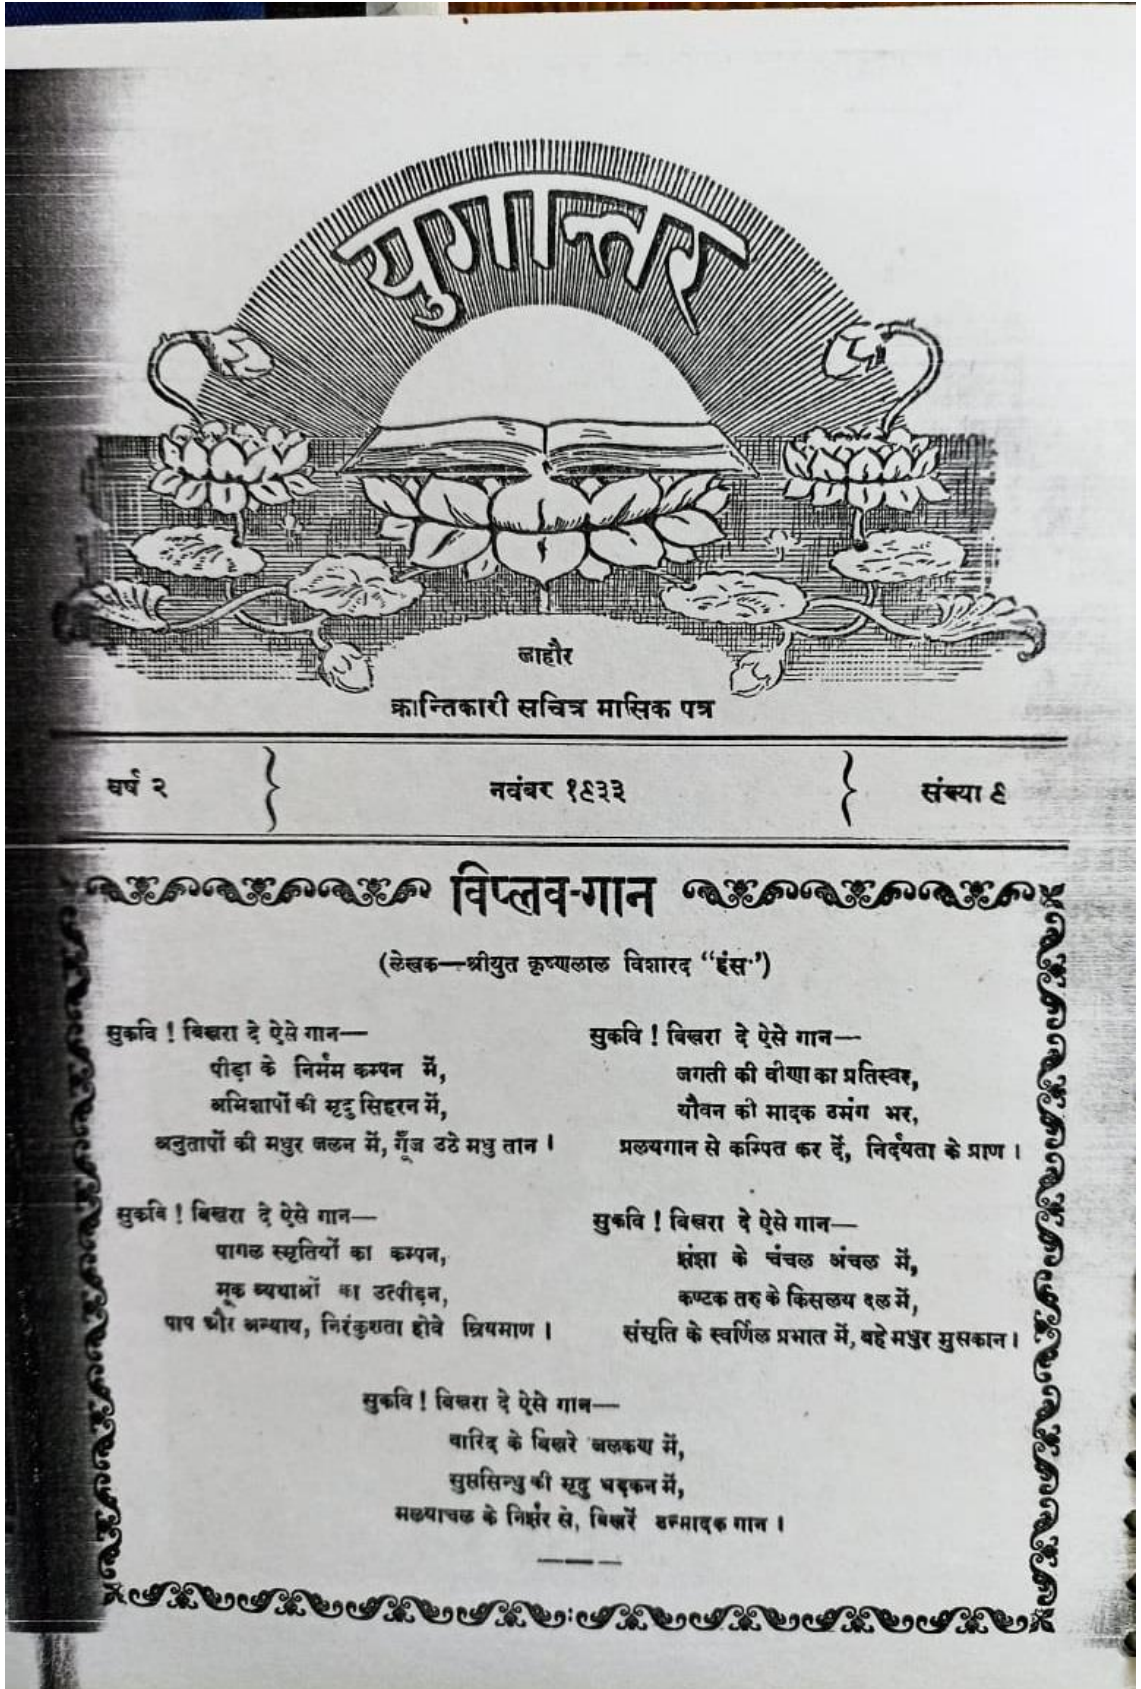 युगान्तर
लाहौर
क्रान्तिकारी सचित्र मासिक पत्र
वर्ष २
नवंबर १९३३
संख्या ९
विप्लव-गान
(लेखक—श्रीयुत कृष्णलाल विशारद “हंस”)
सुकवि ! बिखरा दे ऐसे गान—
पीड़ा के निर्मम कम्पन में,
अभिशापों की मृदु सिहरन में,
अनुतापों की मधुर जलन में, गूँज उठे मधु तान ।
सुकवि ! बिखरा दे ऐसे गान—
पागल स्मृतियों का कम्पन,
मूक व्यथाओं का उत्पीड़न,
पाप और अन्याय, निरंकुशता होवे म्रियमाण ।
सुकवि ! बिखरा दे ऐसे गान—
जगती की वीणा का प्रतिस्वर,
यौवन की मादक उमंग भर,
प्रलयगान से कम्पित कर दें, निर्दयता के प्राण ।
सुकवि ! बिखरा दे ऐसे गान—
झंझा के चंचल अंचल में,
कण्टक तरु के किसलय दल में,
संसृति के स्वर्णिल प्रभात में, बहे मधुर मुसकान ।
सुकवि ! बिखरा दे ऐसे गान—
वारिद के बिखरे जलकण में,
सुप्तसिन्धु की मृदु धड़कन में,
मलयाचल के निर्झर से, बिखरें उन्मादक गान ।